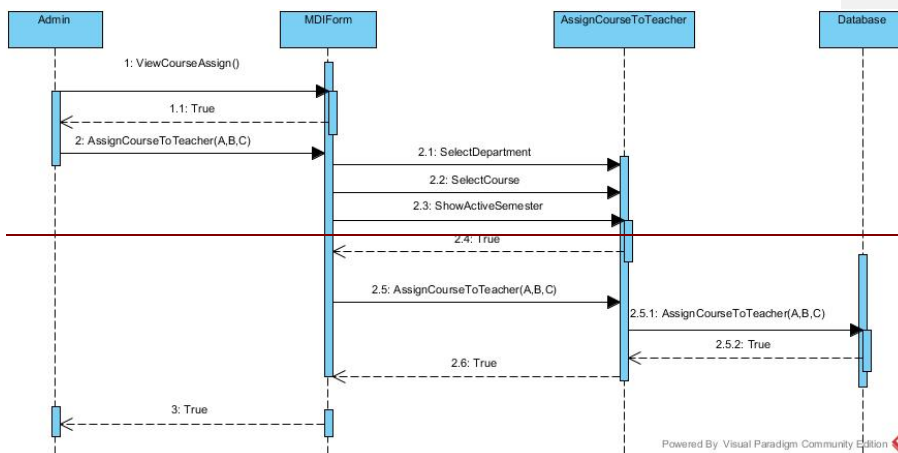 Admin
MDIForm
AssignCourseToTeacher
Database
1: ViewCourseAssign()
1.1: True
2: AssignCourseToTeacher(A,B,C)
2.1: SelectDepartment
2.2: SelectCourse
2.3: ShowActiveSemester
2.4: True
2.5: AssignCourseToTeacher(A,B,C)
2.5.1: AssignCourseToTeacher(A,B,C)
2.5.2: True
2.6: True
3: True
Powered By Visual Paradigm Community Edition